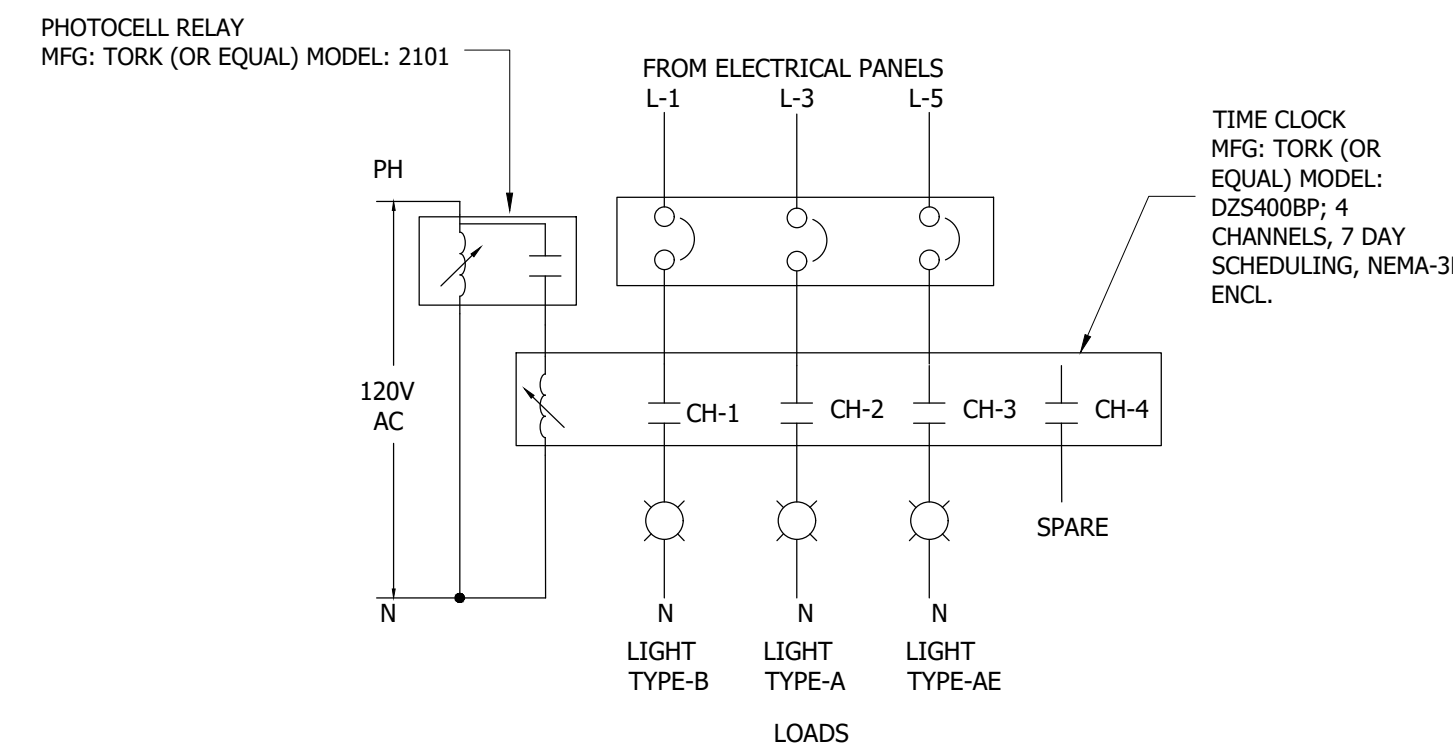 PHOTOCELL RELAY
MFG: TORK (OR EQUAL) MODEL: 2101
FROM ELECTRICAL PANELS
L-1 L-3 L-5
TIME CLOCK
MFG: TORK (OR
EQUAL) MODEL:
DZS400BP; 4
CHANNELS, 7 DAY
SCHEDULING,
ENCL.
PH
120V
AC
N
CH-1 CH-2 CH-3 CH-4
SPARE
N N N
LIGHT
TYPE-B
LIGHT
TYPE-A
LIGHT
TYPE-AE
LOADS